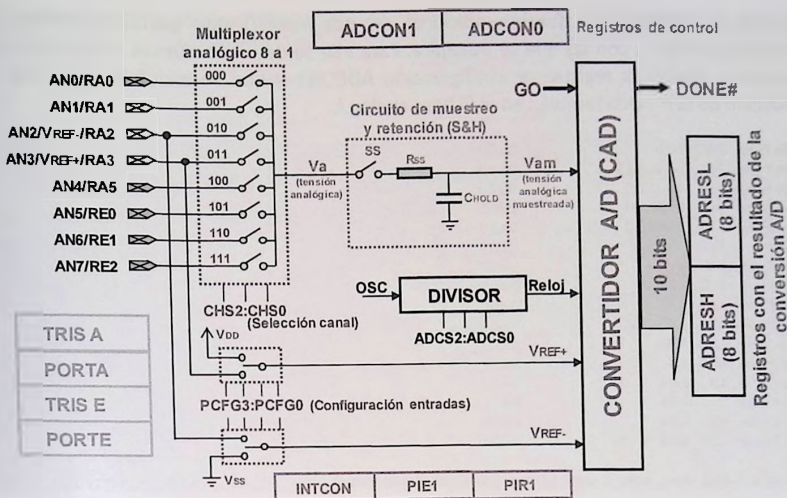 Multiplexor
analógico 8 a 1
ADCON1
ADCON0
Registros de control
AN0/RA0
000
AN1/RA1
001
AN2/VREF-/RA2
010
AN3/VREF+/RA3
011
AN4/RA5
100
AN5/RE0
101
AN6/RE1
110
AN7/RE2
111
CHS2:CHS0
(Selección canal)
Va
(tensión
analógica)
Circuito de muestreo
y retención (S&H)
SS
RSS
CHOLD
Vam
(tensión
analógica
muestreada)
GO
DONE#
CONVERTIDOR A/D (CAD)
10 bits
ADRESL
(8 bits)
ADRESH
(8 bits)
Registros con el resultado de la
conversión A/D
OSC
DIVISOR
Reloj
ADCS2:ADCS0
VDD
VREF+
PCFG3:PCFG0 (Configuración entradas)
VREF-
VSS
TRIS A
PORTA
TRIS E
PORTE
INTCON
PIE1
PIR1